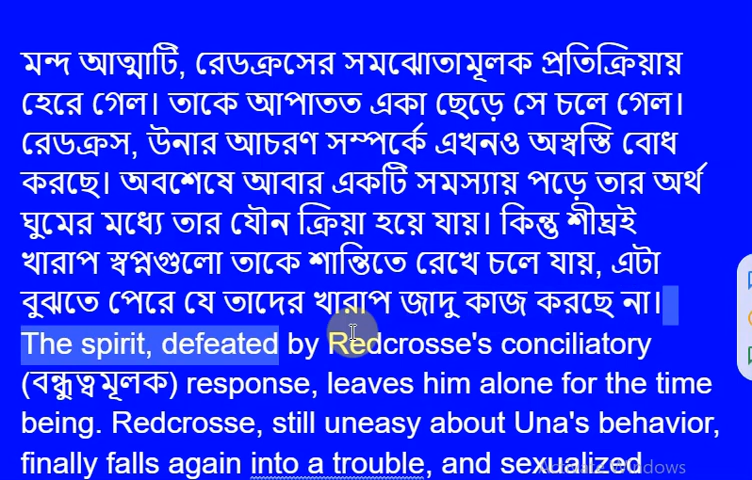 মন্দ আত্মাটি, রেডক্রসের সমঝোতামূলক প্রতিক্রিয়ায়
হেরে গেল। তাকে আপাতত একা ছেড়ে সে চলে গেল।
রেডক্রস, উনার আচরণ সম্পর্কে এখনও অস্বস্তি বোধ
করছে। অবশেষে আবার একটি সমস্যায় পড়ে তার অর্থ
ঘুমের মধ্যে তার যৌন ক্রিয়া হয়ে যায়। কিন্তু শীঘ্রই
খারাপ স্বপ্নগুলো তাকে শান্তিতে রেখে চলে যায়, এটা
বুঝতে পেরে যে তাদের খারাপ জাদু কাজ করছে না।
The spirit, defeated by Redcrosse's conciliatory
(বন্ধুত্বমূলক) response, leaves him alone for the time
being. Redcrosse, still uneasy about Una's behavior,
finally falls again into a trouble, and sexualized
Activate Windows